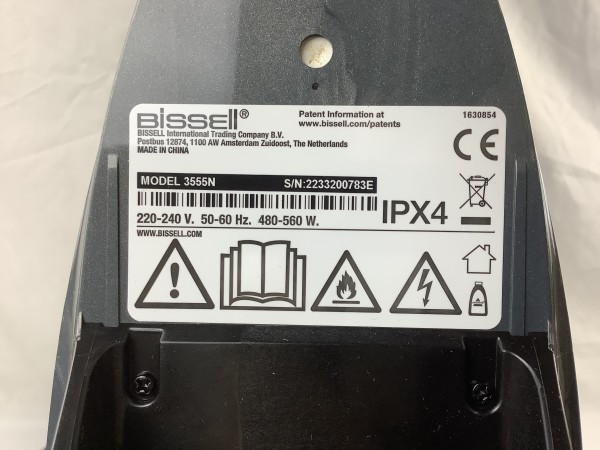 BISSELL®
Patent Information at
www.bissell.com/patents
1630854
BISSELL International Trading Company B.V.
Postbus 12874, 1100 AW Amsterdam Zuidoost, The Netherlands
MADE IN CHINA
CE
MODEL 3555N S/N:2233200783E
220-240 V. 50-60 Hz. 480-560 W.
IPX4
WWW.BISSELL.COM